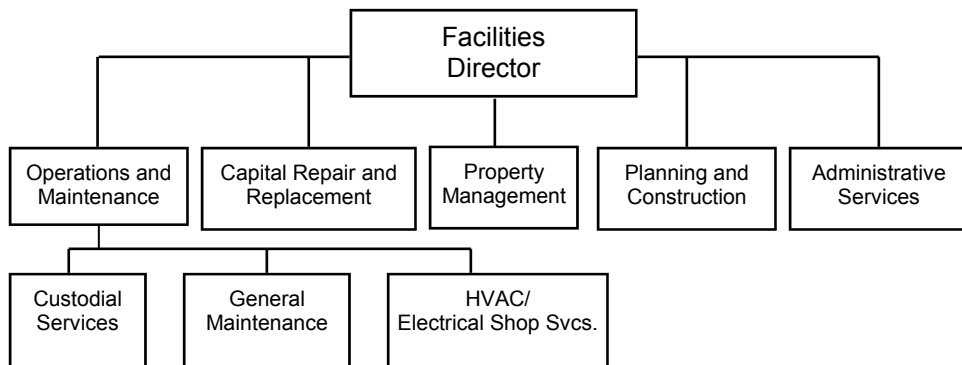 Facilities
Director
Operations and
Maintenance
Capital Repair and
Replacement
Property
Management
Planning and
Construction
Administrative
Services
Custodial
Services
General
Maintenance
HVAC/
Electrical Shop Svcs.